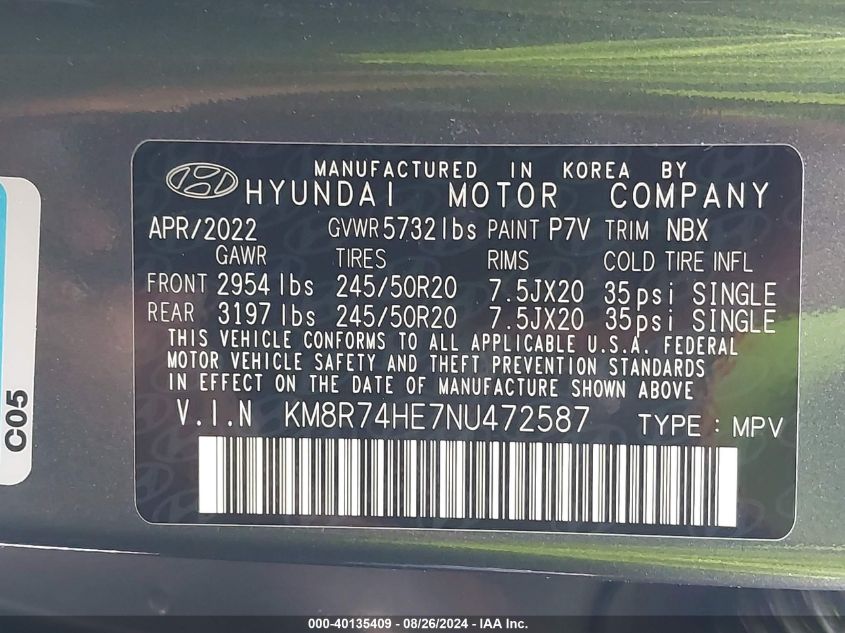 MANUFACTURED IN KOREA BY
HYUNDAI MOTOR COMPANY
APR/2022 GVWR 5732 lbs PAINT P7V TRIM NBX
GAWR TIRES RIMS COLD TIRE INFL
FRONT 2954 lbs 245/50R20 7.5JX20 35psi SINGLE
REAR 3197 lbs 245/50R20 7.5JX20 35psi SINGLE
THIS VEHICLE CONFORMS TO ALL APPLICABLE U.S.A. FEDERAL
MOTOR VEHICLE SAFETY AND THEFT PREVENTION STANDARDS
IN EFFECT ON THE DATE OF MANUFACTURE SHOWN ABOVE
V.I.N KM8R74HE7NU472587 TYPE : MPV
C05
000-40135409 - 08/26/2024 - IAA Inc.